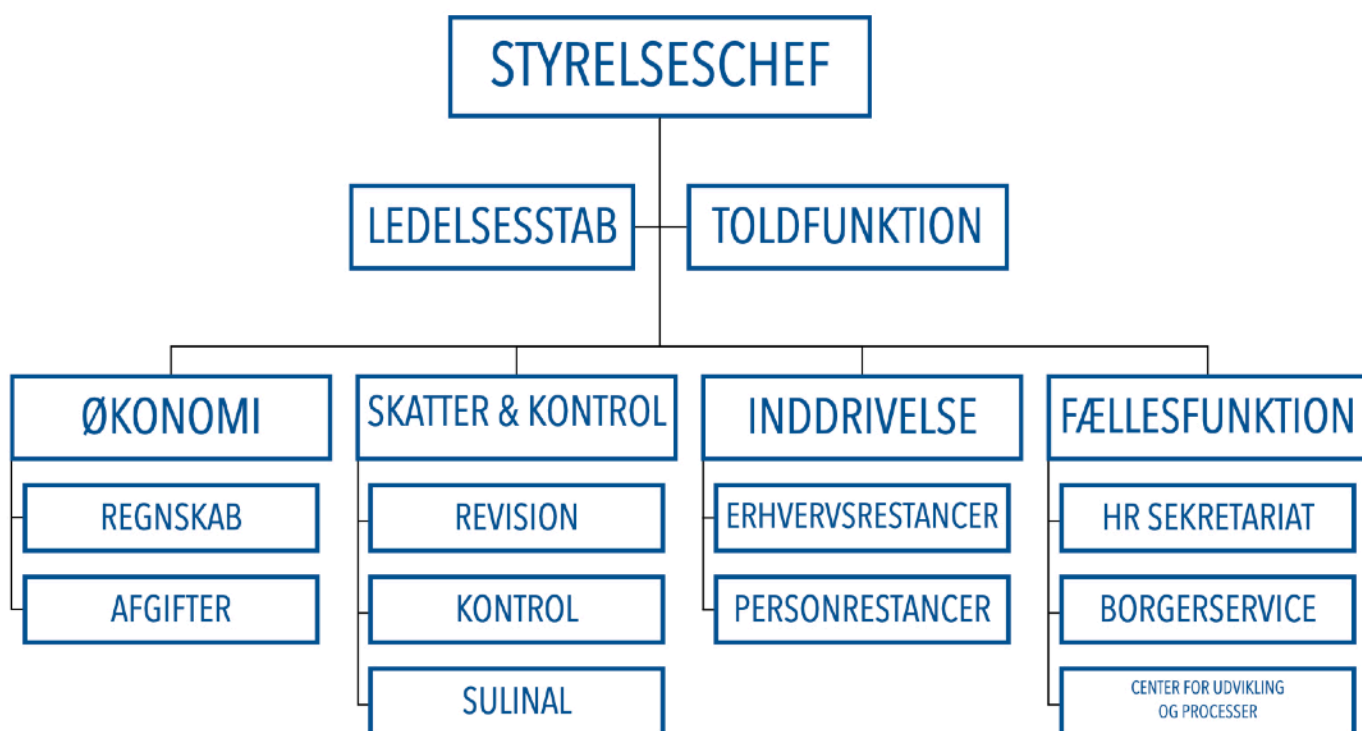 STYRELSESCHEF
LEDELSESSTAB
TOLDFUNKTION
ØKONOMI
SKATTER & KONTROL
INDDRIVELSE
FÆLLESFUNKTION
REGNSKAB
REVISION
ERHVERVSRESTANCER
HR SEKRETARIAT
AFGIFTER
KONTROL
PERSONRESTANCER
BORGERSERVICE
SULINAL
CENTER FOR UDVIKLING
OG PROCESSER